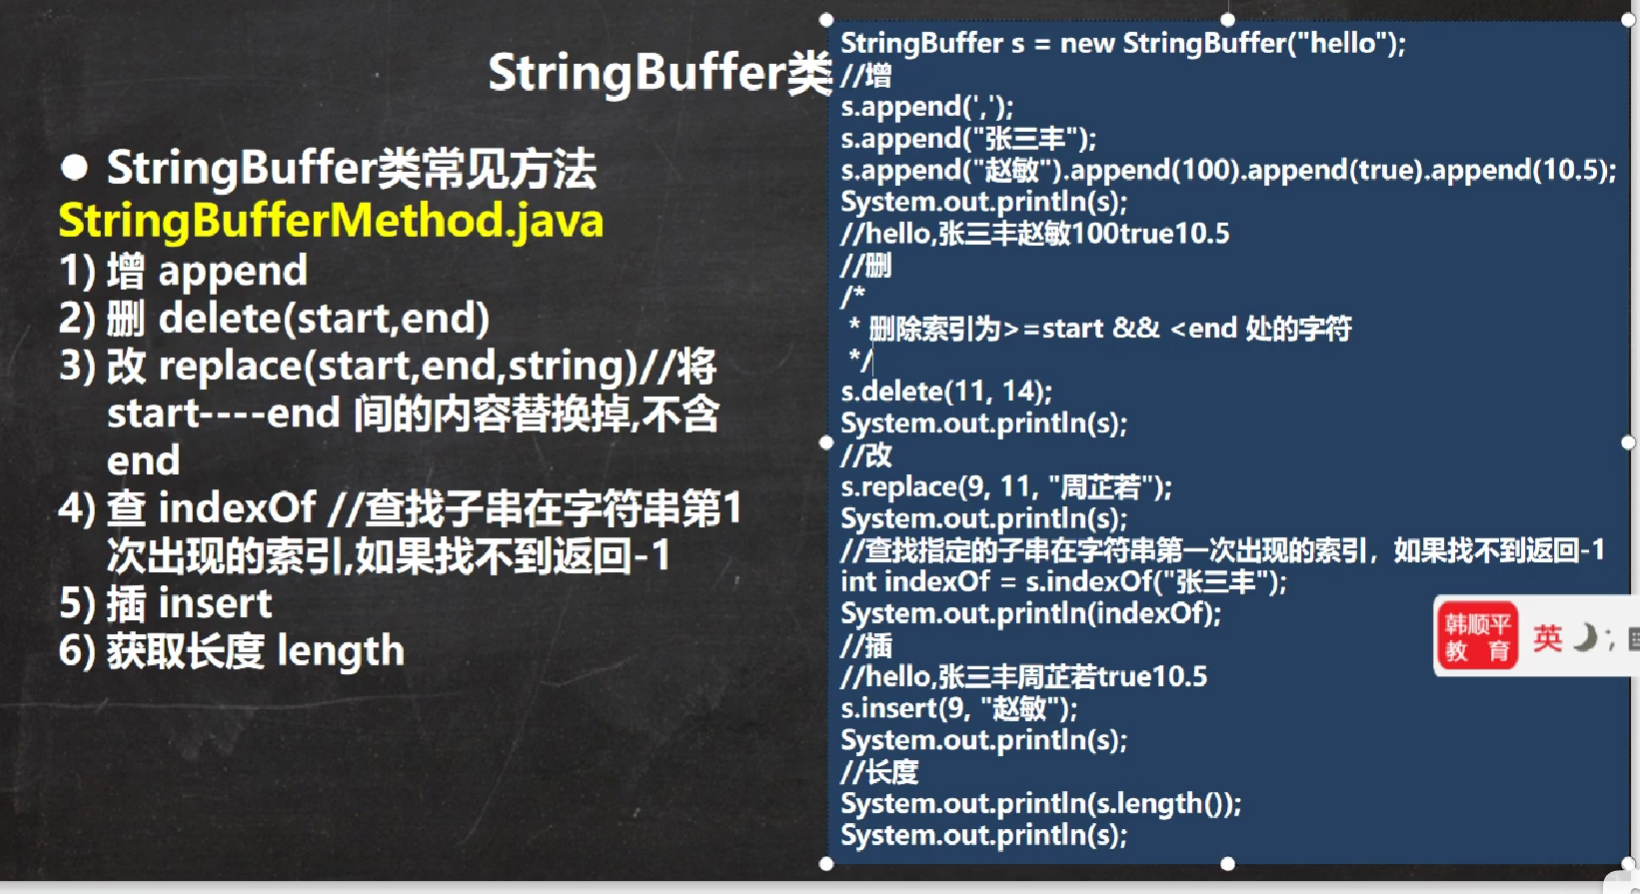 StringBuffer类
● StringBuffer类常见方法
StringBufferMethod.java
1) 增 append
2) 删 delete(start,end)
3) 改 replace(start,end,string)//将
start----end 间的内容替换掉,不含
end
4) 查 indexOf //查找子串在字符串第1
次出现的索引,如果找不到返回-1
5) 插 insert
6) 获取长度 length
StringBuffer s = new StringBuffer("hello");
//增
s.append(',');
s.append("张三丰");
s.append("赵敏").append(100).append(true).append(10.5);
System.out.println(s);
//hello,张三丰赵敏100true10.5
//删
/*
* 删除索引为>=start && <end 处的字符
*/
s.delete(11, 14);
System.out.println(s);
//改
s.replace(9, 11, "周芷若");
System.out.println(s);
//查找指定的子串在字符串第一次出现的索引，如果找不到返回-1
int indexOf = s.indexOf("张三丰");
System.out.println(indexOf);
//插
//hello,张三丰周芷若true10.5
s.insert(9, "赵敏");
System.out.println(s);
//长度
System.out.println(s.length());
System.out.println(s);
韩顺平
教 育
英